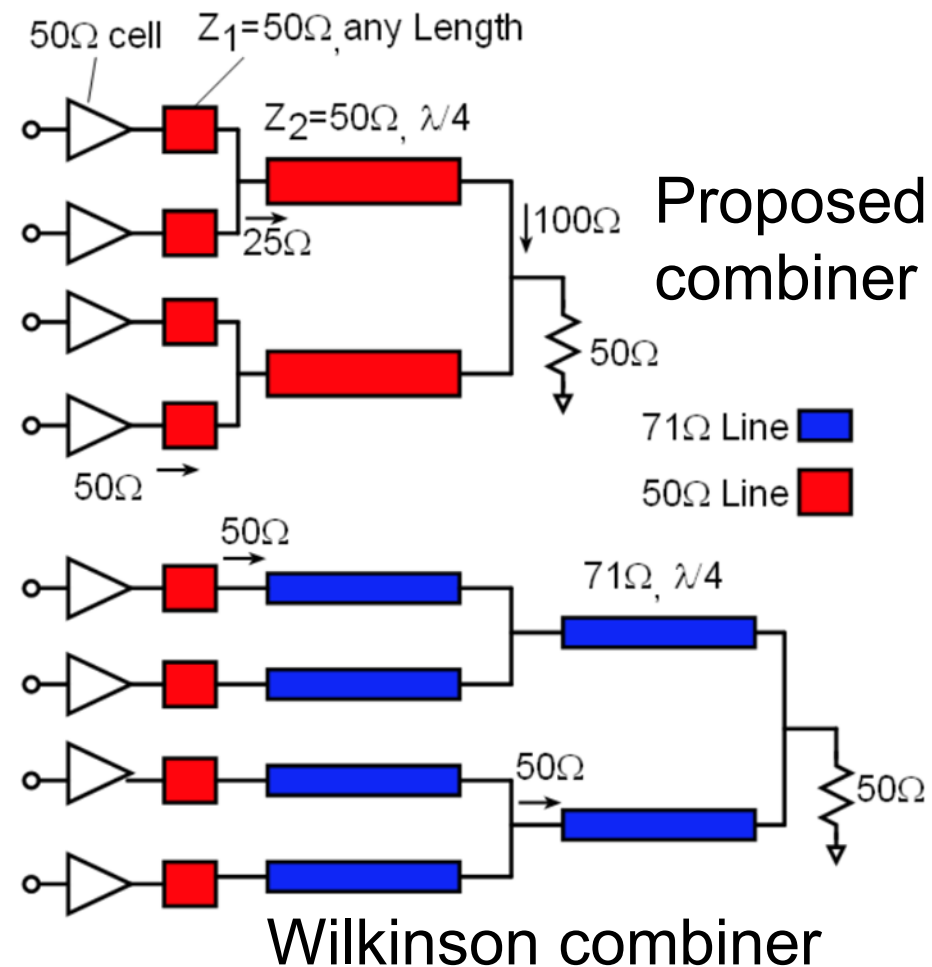 50Ω cell
Z₁=50Ω, any Length
Z₂=50Ω, λ/4
25Ω
100Ω
Proposed
combiner
50Ω
50Ω
71Ω Line
50Ω Line
50Ω
71Ω, λ/4
50Ω
50Ω
Wilkinson combiner